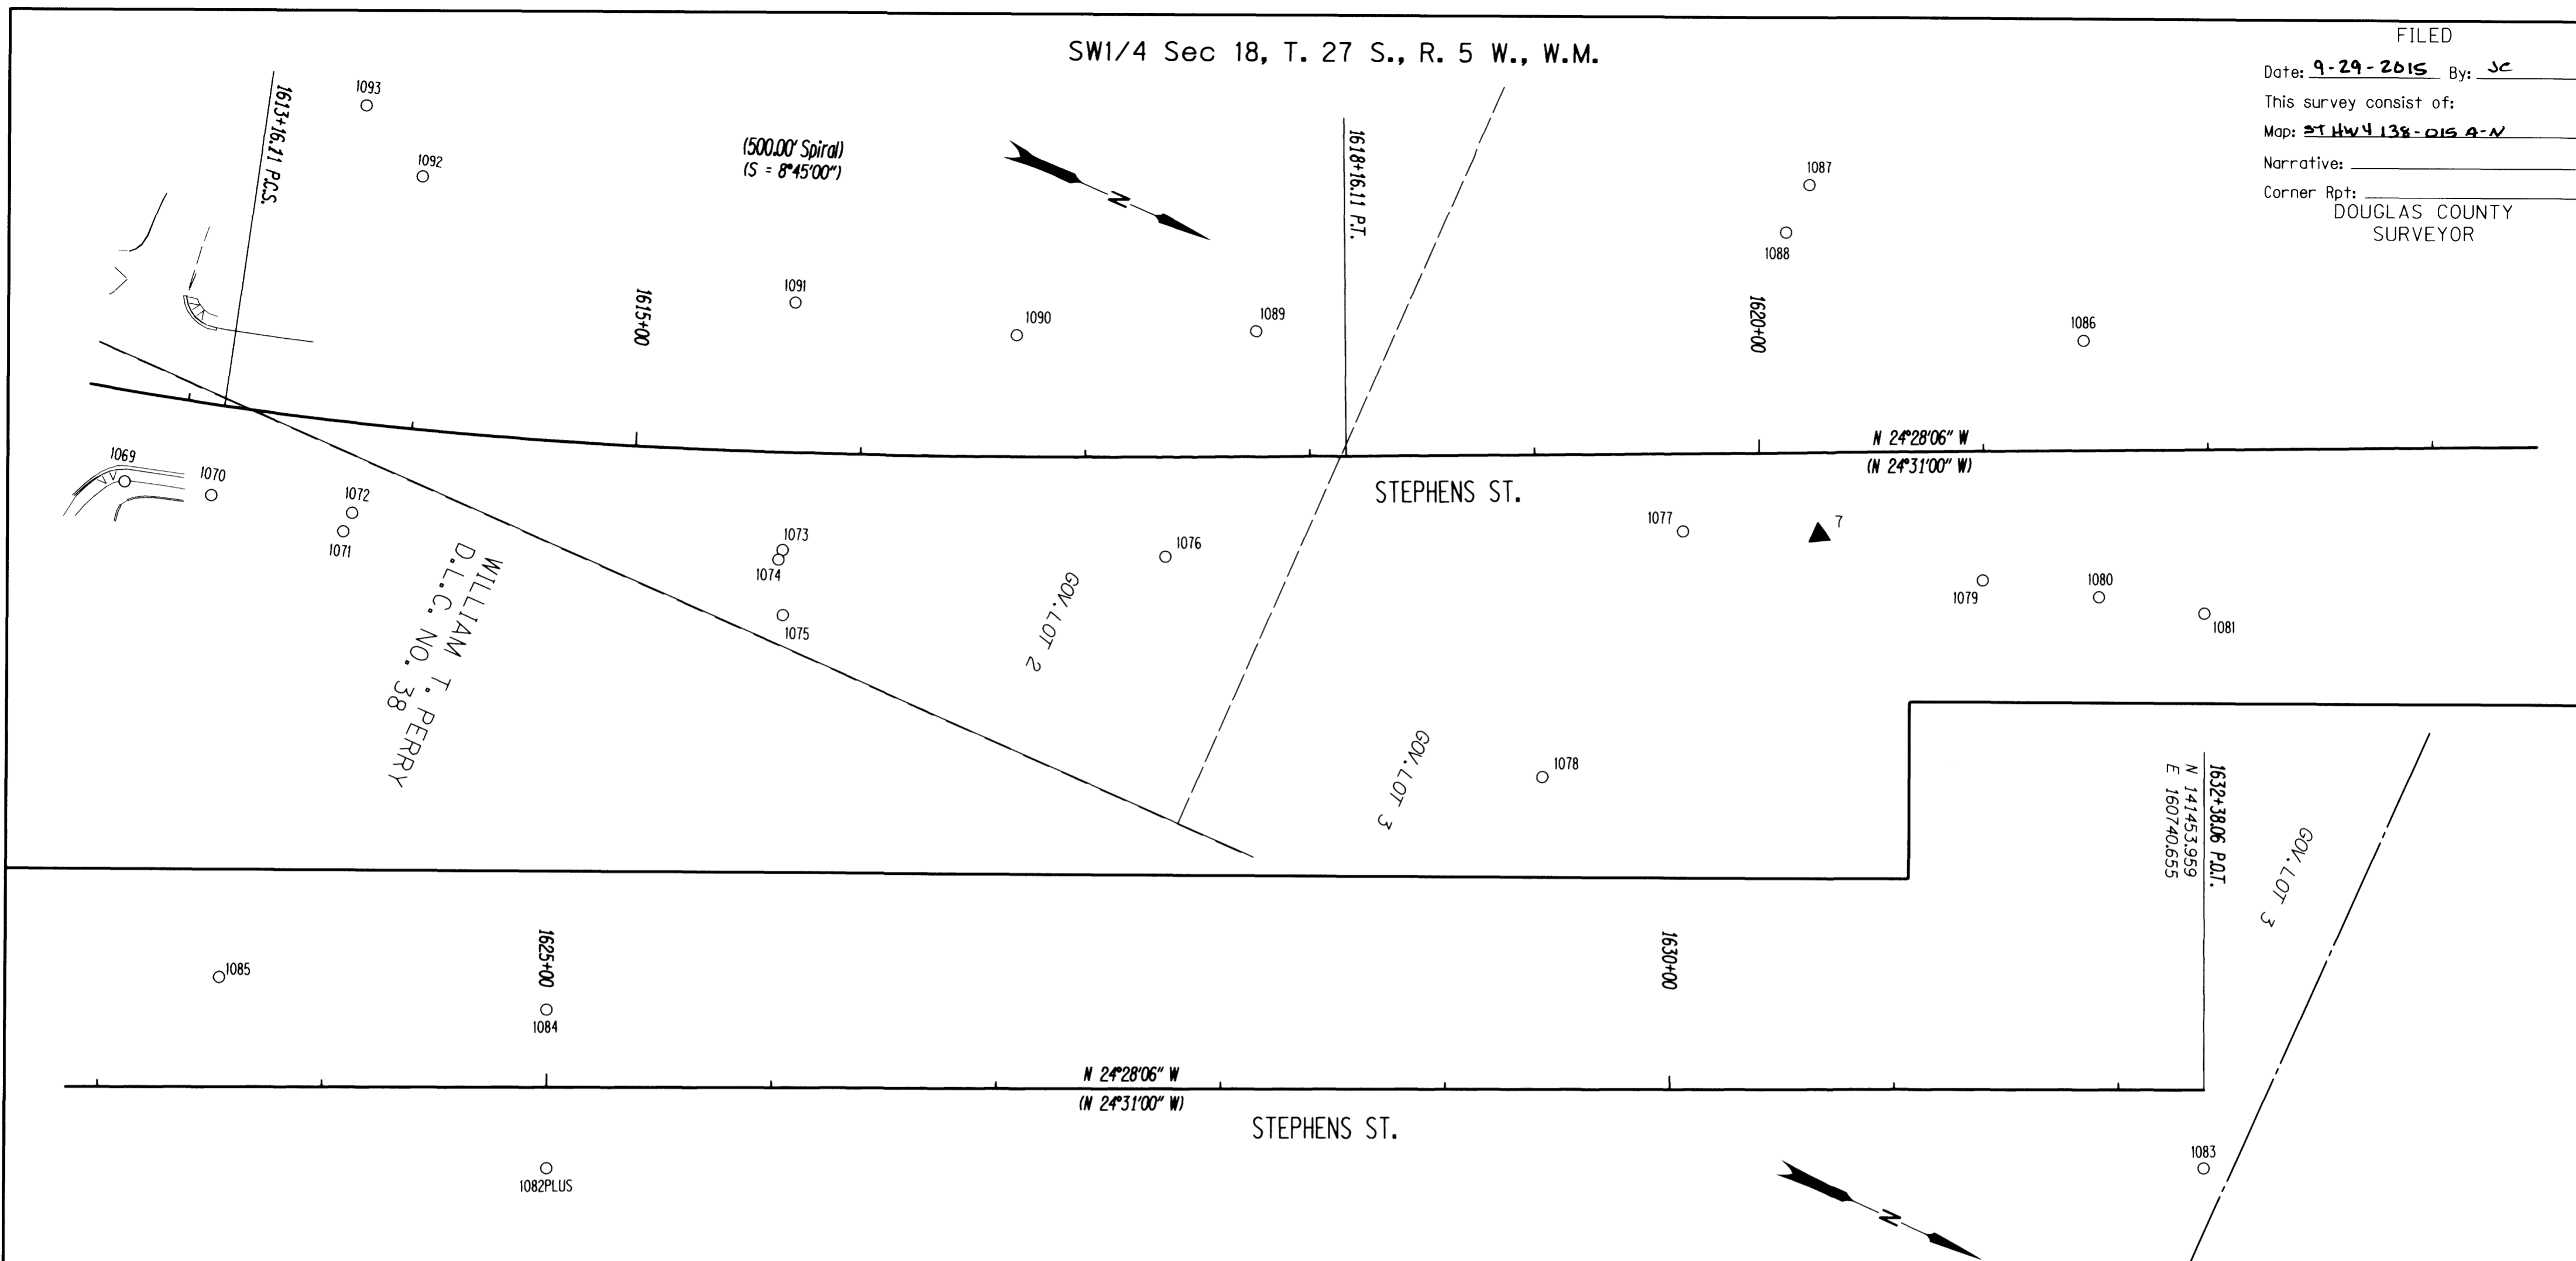 SW1/4 Sec 18, T. 27 S., R. 5 W., W.M.
FILED
Date: 9-29-2015 By: JC
This survey consist of:
Map: ST HWY 138-015 A-N
Narrative:
Corner Rpt:
DOUGLAS COUNTY
SURVEYOR
1613+16.11 P.C.S.
1093
1092
(500.00' Spiral)
(S = 8°45'00")
N
1618+16.11 P.T.
1087
1088
1091
1615+00
1090
1089
1620+00
1086
N 24°28'06" W
(N 24°31'00" W)
STEPHENS ST.
1069
1070
1072
1071
1073
1074
1075
1076
1077
7
1079
1080
1081
WILLIAM T. PERRY
D.L.C. NO. 38
GOV. LOT 2
GOV. LOT 3
1078
1632+38.06 P.O.T.
N 141453.959
E 160740.655
GOV. LOT 3
1085
1625+00
1084
1630+00
N 24°28'06" W
(N 24°31'00" W)
STEPHENS ST.
1082PLUS
1083
N